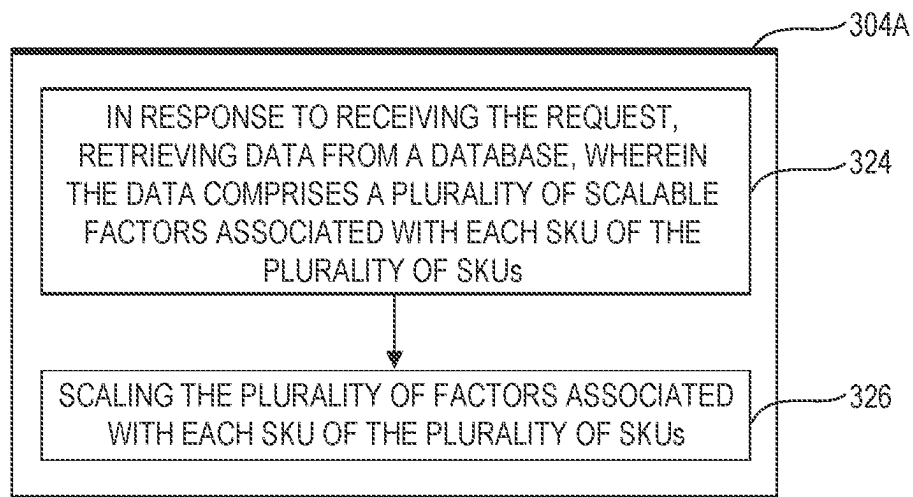 304A
IN RESPONSE TO RECEIVING THE REQUEST,
RETRIEVING DATA FROM A DATABASE, WHEREIN
THE DATA COMPRISES A PLURALITY OF SCALABLE
FACTORS ASSOCIATED WITH EACH SKU OF THE
PLURALITY OF SKUs
324
SCALING THE PLURALITY OF FACTORS ASSOCIATED
WITH EACH SKU OF THE PLURALITY OF SKUs
326